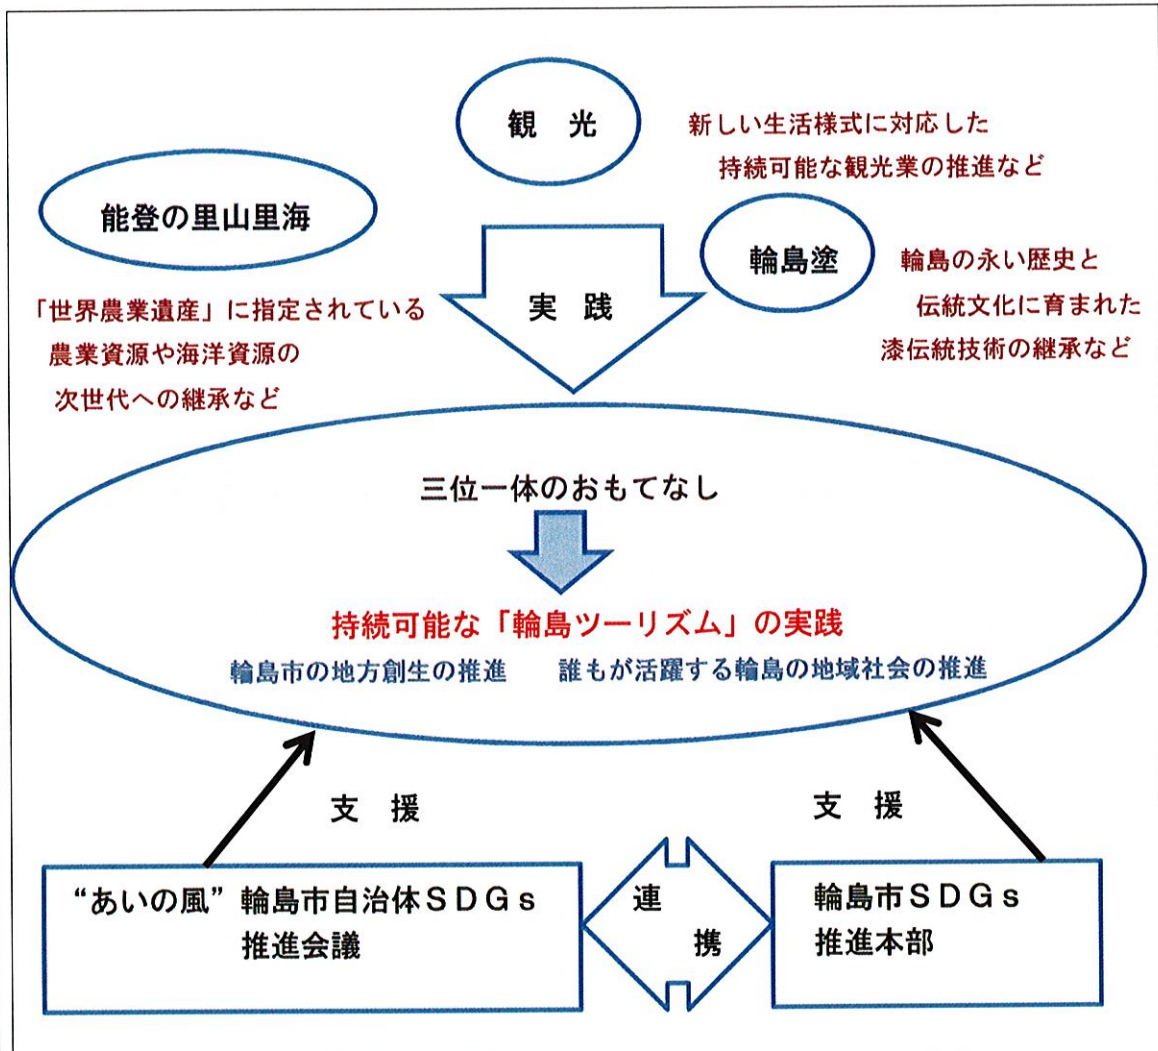 観　光
新しい生活様式に対応した
持続可能な観光業の推進など
能登の里山里海
「世界農業遺産」に指定されている
農業資源や海洋資源の
次世代への継承など
輪島塗
輪島の永い歴史と
伝統文化に育まれた
漆伝統技術の継承など
実　践
三位一体のおもてなし
持続可能な「輪島ツーリズム」の実践
輪島市の地方創生の推進　　誰もが活躍する輪島の地域社会の推進
支　援
支　援
“あいの風”輪島市自治体ＳＤＧｓ
推進会議
連
携
輪島市ＳＤＧｓ
推進本部